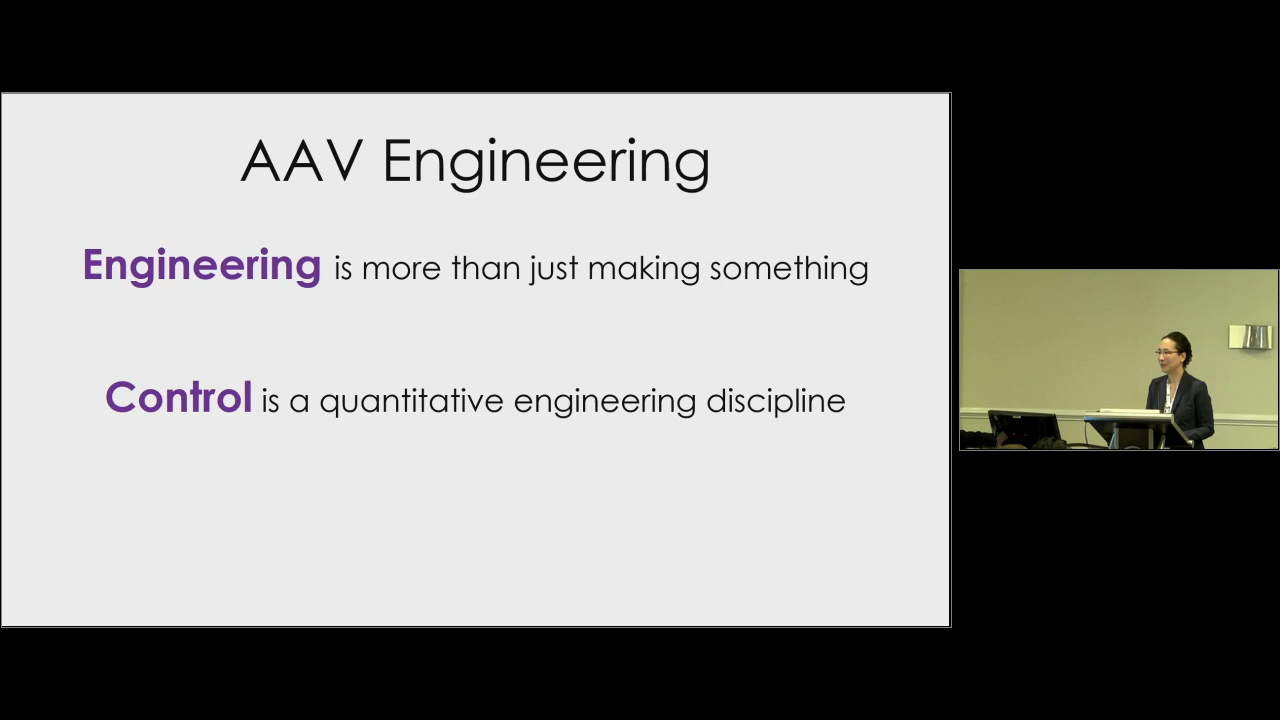 AAV Engineering
Engineering is more than just making something
Control is a quantitative engineering discipline